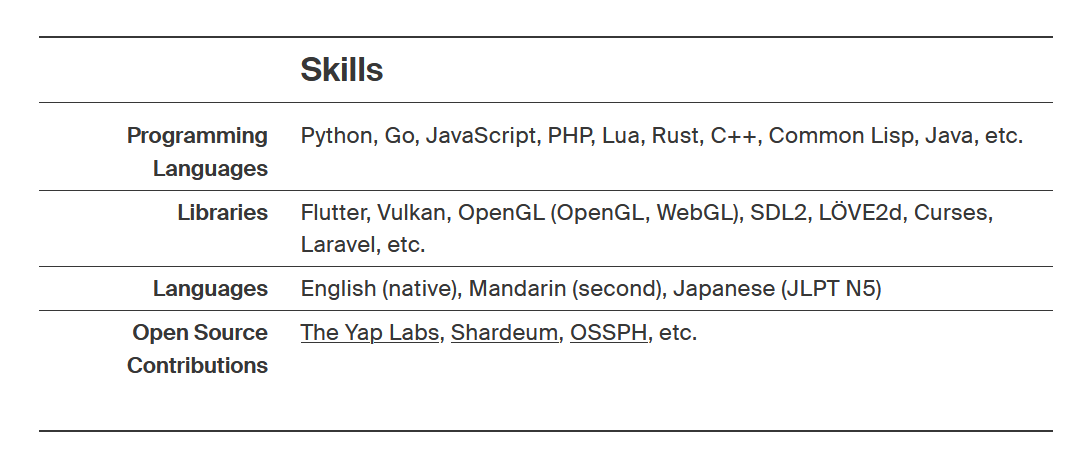 Skills
Programming Languages
Python, Go, JavaScript, PHP, Lua, Rust, C++, Common Lisp, Java, etc.
Libraries
Flutter, Vulkan, OpenGL (OpenGL, WebGL), SDL2, LÖVE2d, Curses,
Laravel, etc.
Languages
English (native), Mandarin (second), Japanese (JLPT N5)
Open Source
Contributions
The Yap Labs, Shardeum, OSSPH, etc.